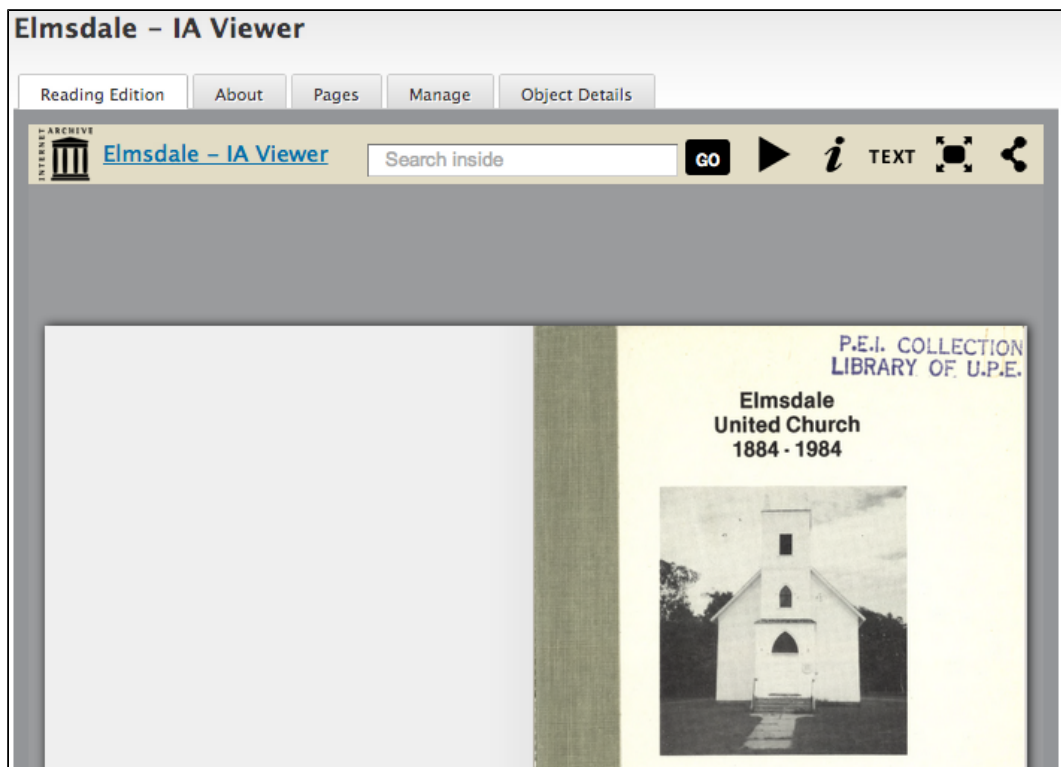 Elmsdale – IA Viewer
Reading Edition About Pages Manage Object Details
INTERNET ARCHIVE
Elmsdale – IA Viewer Search inside GO i TEXT
P.E.I. COLLECTION
LIBRARY OF U.P.E.
Elmsdale
United Church
1884 - 1984